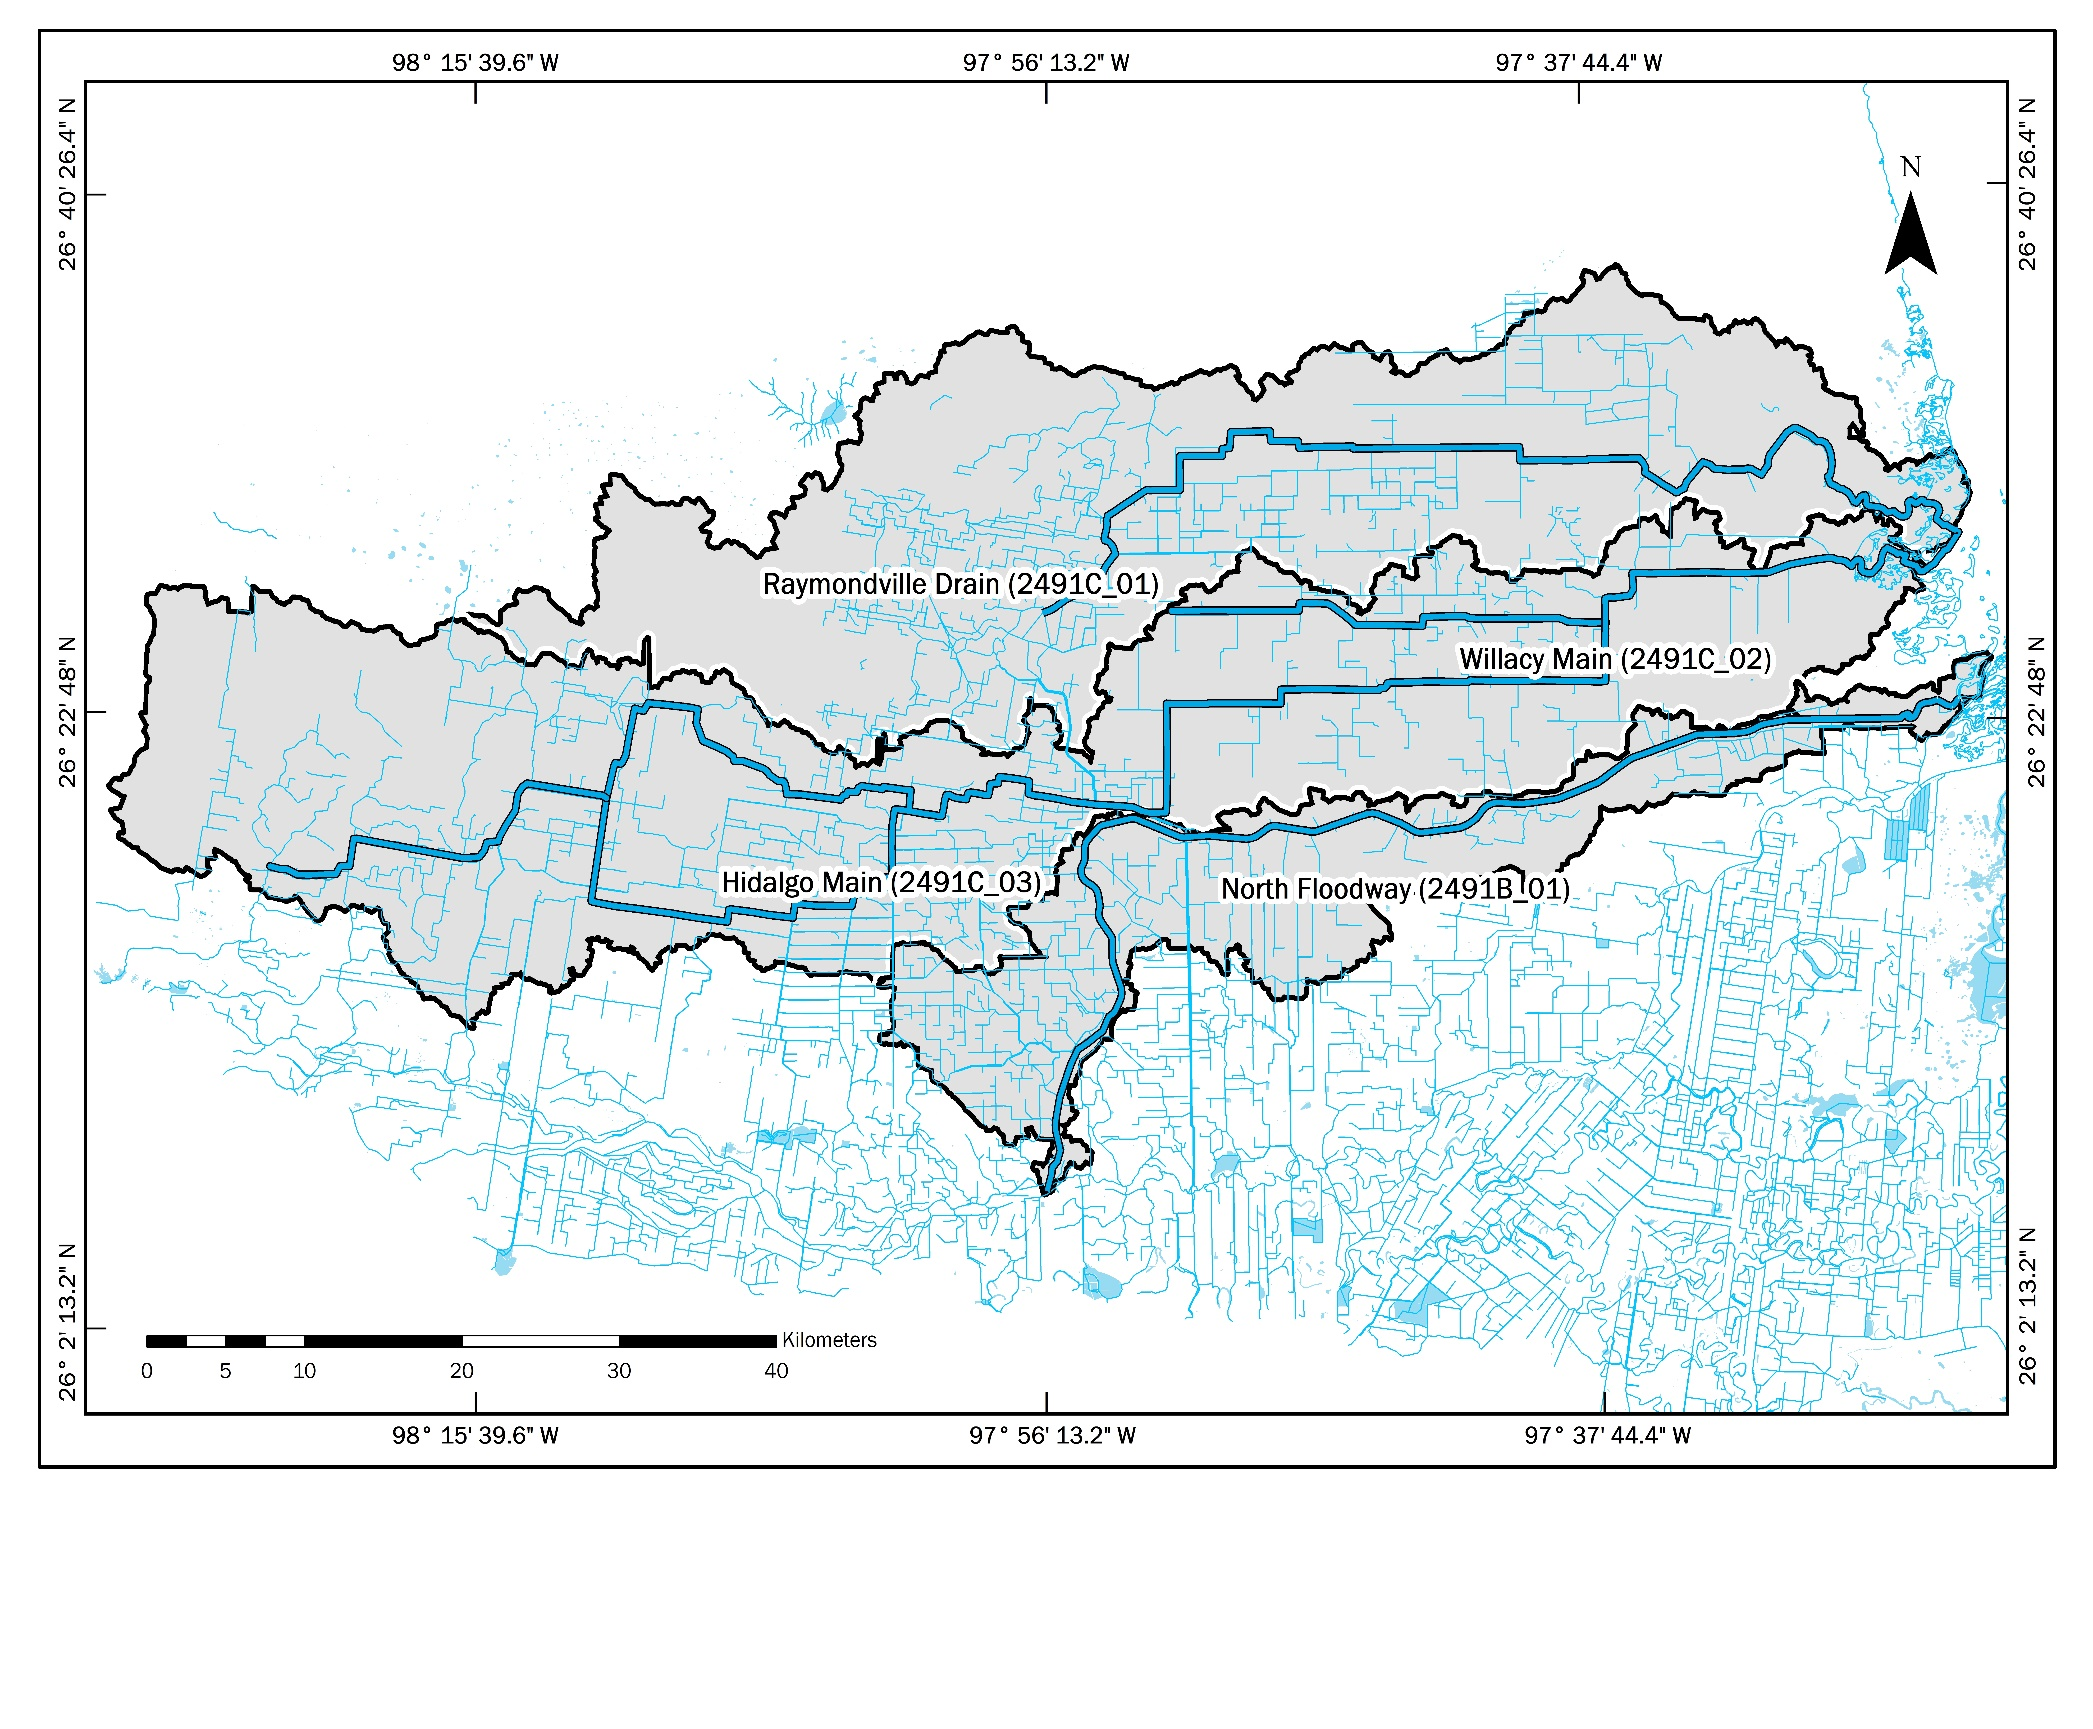 98° 15' 39.6" W
97° 56' 13.2" W
97° 37' 44.4" W
26° 40' 26.4" N
26° 40' 26.4" N
N
Raymondville Drain (2491C_01)
Willacy Main (2491C_02)
26° 22' 48" N
26° 22' 48" N
Hidalgo Main (2491C_03)
North Floodway (2491B_01)
26° 2' 13.2" N
26° 2' 13.2" N
Kilometers
0 5 10 20 30 40
98° 15' 39.6" W
97° 56' 13.2" W
97° 37' 44.4" W